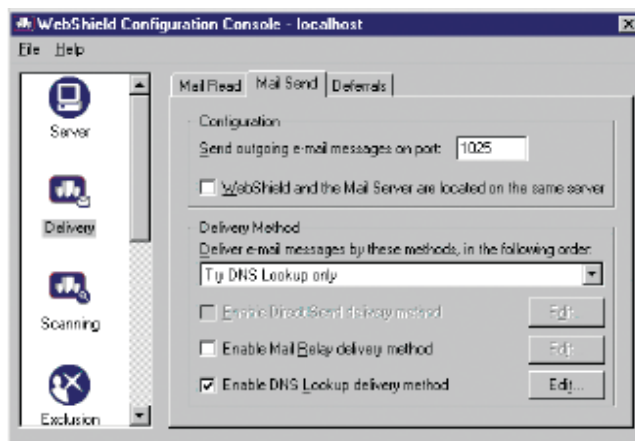 WebShield Configuration Console - localhost
File Help
Server
Delivery
Scanning
Exclusion
Mail Read Mail Send Deferrals
Configuration
Send outgoing e-mail messages on port: 1025
WebShield and the Mail Server are located on the same server
Delivery Method
Deliver e-mail messages by these methods, in the following order:
Try DNS Lookup only
Enable DirectSend delivery method Edit...
Enable Mail Relay delivery method Edit...
Enable DNS Lookup delivery method Edit...